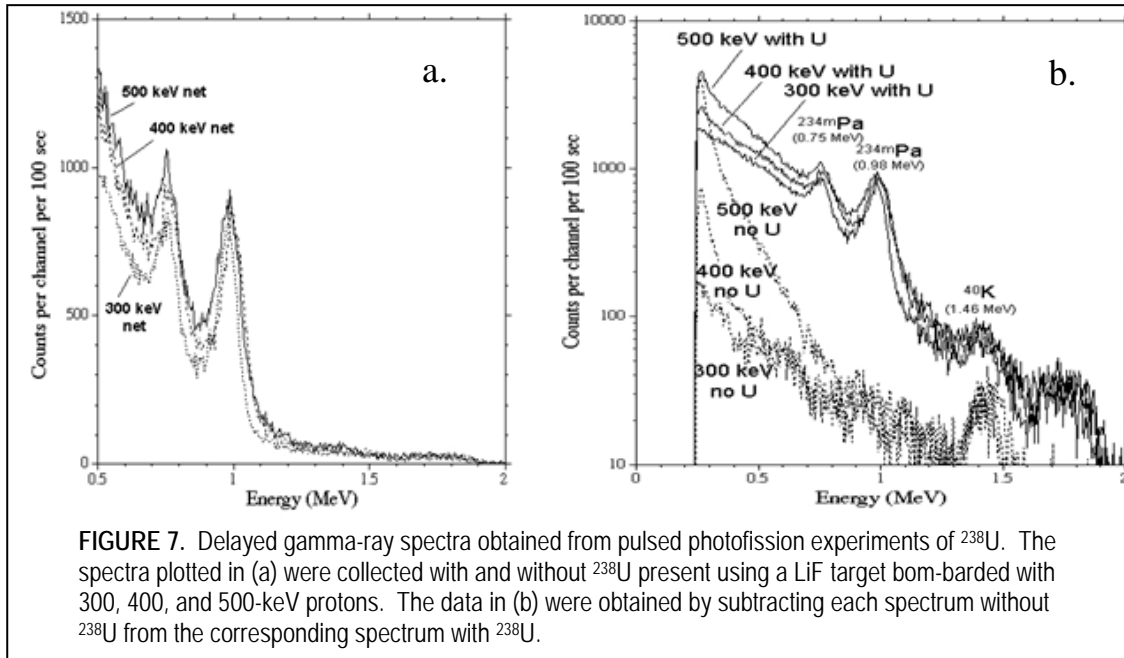 a.
1500
1000
500
0
0.5
1
1.5
2
Counts per 100 sec
Energy (MeV)
500 keV net
400 keV net
300 keV
net
b.
10000
1000
100
10
0
0.5
1
1.5
2
Counts per channel per 100 sec
Energy (MeV)
500 keV with U
400 keV with U
300 keV with U
²³⁴ᵐPa
(0.75 MeV)
²³⁴ᵐPa
(0.98 MeV)
500 keV
no U
400 keV
no U
300 keV
no U
⁴⁰K
(1.46 MeV)
FIGURE 7. Delayed gamma-ray spectra obtained from pulsed photofission experiments of ²³⁸U. The
spectra plotted in (a) were collected with and without ²³⁸U present using a LiF target bom-barded with
300, 400, and 500-keV protons. The data in (b) were obtained by subtracting each spectrum without
²³⁸U from the corresponding spectrum with ²³⁸U.